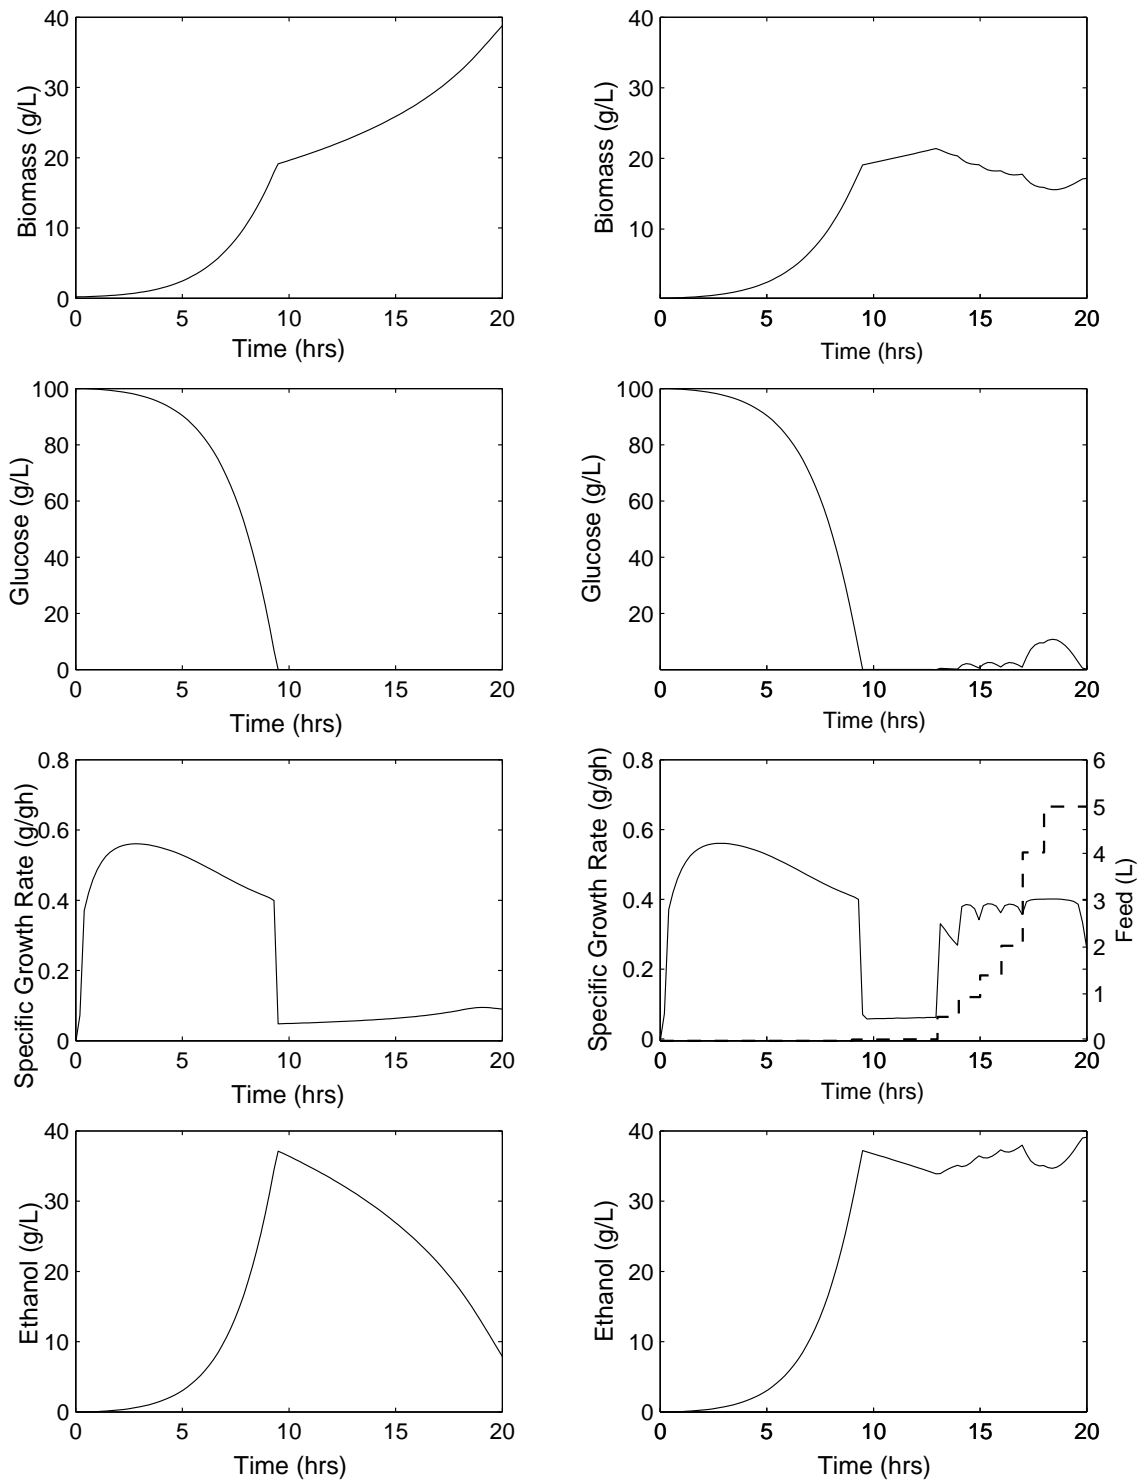 40
30
20
10
0
Biomass (g/L)
0 5 10 15 20
Time (hrs)
40
30
20
10
Biomass (g/L)
0 5 10 15 20
Time (hrs)
100
80
60
40
20
0
Glucose (g/L)
0 5 10 15 20
Time (hrs)
100
80
60
40
20
Glucose (g/L)
0 5 10 15 20
Time (hrs)
0.8
0.6
0.4
0.2
0
Specific Growth Rate (g/gh)
0 5 10 15 20
Time (hrs)
0.8
0.6
0.4
0.2
0
Specific Growth Rate (g/gh)
6
5
4
3
2
1
0
Feed (L)
0 5 10 15 20
Time (hrs)
40
30
20
10
0
Ethanol (g/L)
0 5 10 15 20
Time (hrs)
40
30
20
10
0
Ethanol (g/L)
0 5 10 15 20
Time (hrs)